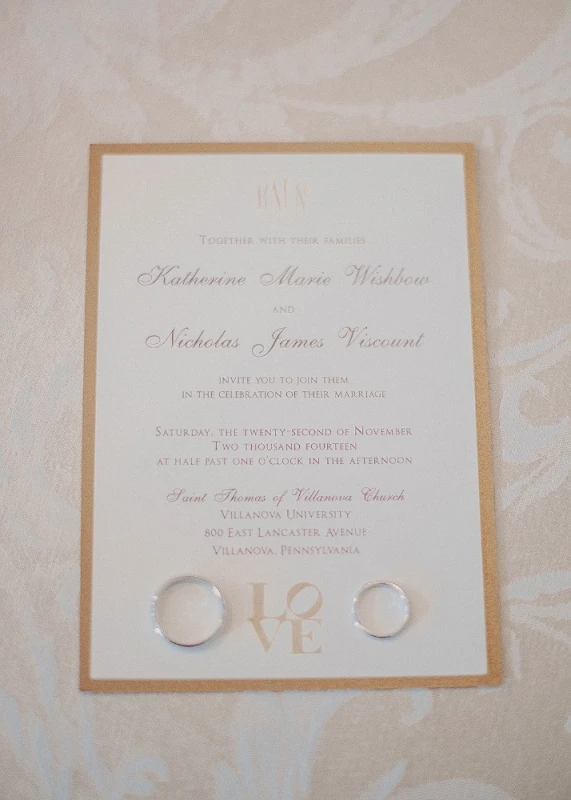 Together with their families
Katherine Marie Wishbow
and
Nicholas James Viscount
invite you to join them
in the celebration of their marriage
Saturday, the twenty-second of November
Two thousand fourteen
at half past one o'clock in the afternoon
Saint Thomas of Villanova Church
Villanova University
800 East Lancaster Avenue
Villanova, Pennsylvania
LO
VE